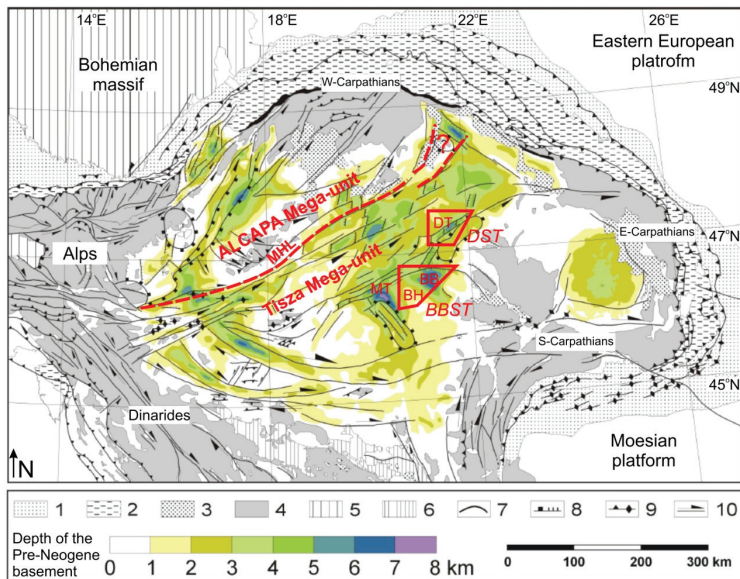 14°E
18°E
22°E
26°E
Bohemian
massif
Eastern European
platrofm
W-Carpathians
49°N
?
ALCAPA Mega-unit
MHL
Tisza Mega-unit
DT
DST
47°N
E-Carpathians
Alps
MT
BB
BH
BBST
S-Carpathians
45°N
Dinarides
Moesian
platform
N
1 2 3 4 5 6 7 8 9 10
Depth of the
Pre-Neogene
basement
0 1 2 3 4 5 6 7 8 km
0 100 200 300 km